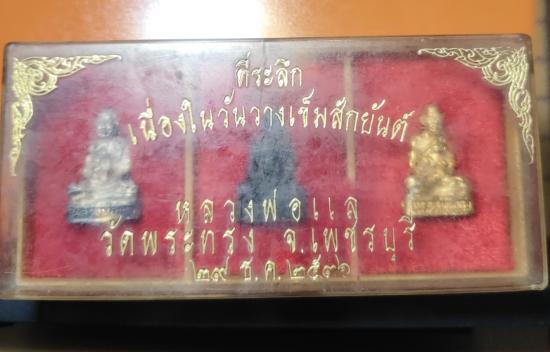 ที่ระลึก
เนื่องในวันวางเข็มสักยันต์
หลวงพ่อแล
วัดพระทรง จ.เพชรบุรี
๒๙ ธ.ค. ๒๕๓๑